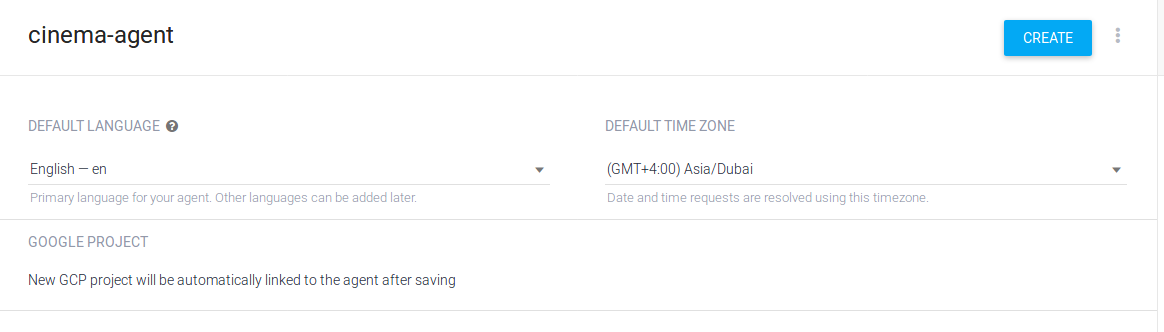 cinema-agent
CREATE
DEFAULT LANGUAGE
DEFAULT TIME ZONE
English — en
(GMT+4:00) Asia/Dubai
Primary language for your agent. Other languages can be added later.
Date and time requests are resolved using this timezone.
GOOGLE PROJECT
New GCP project will be automatically linked to the agent after saving